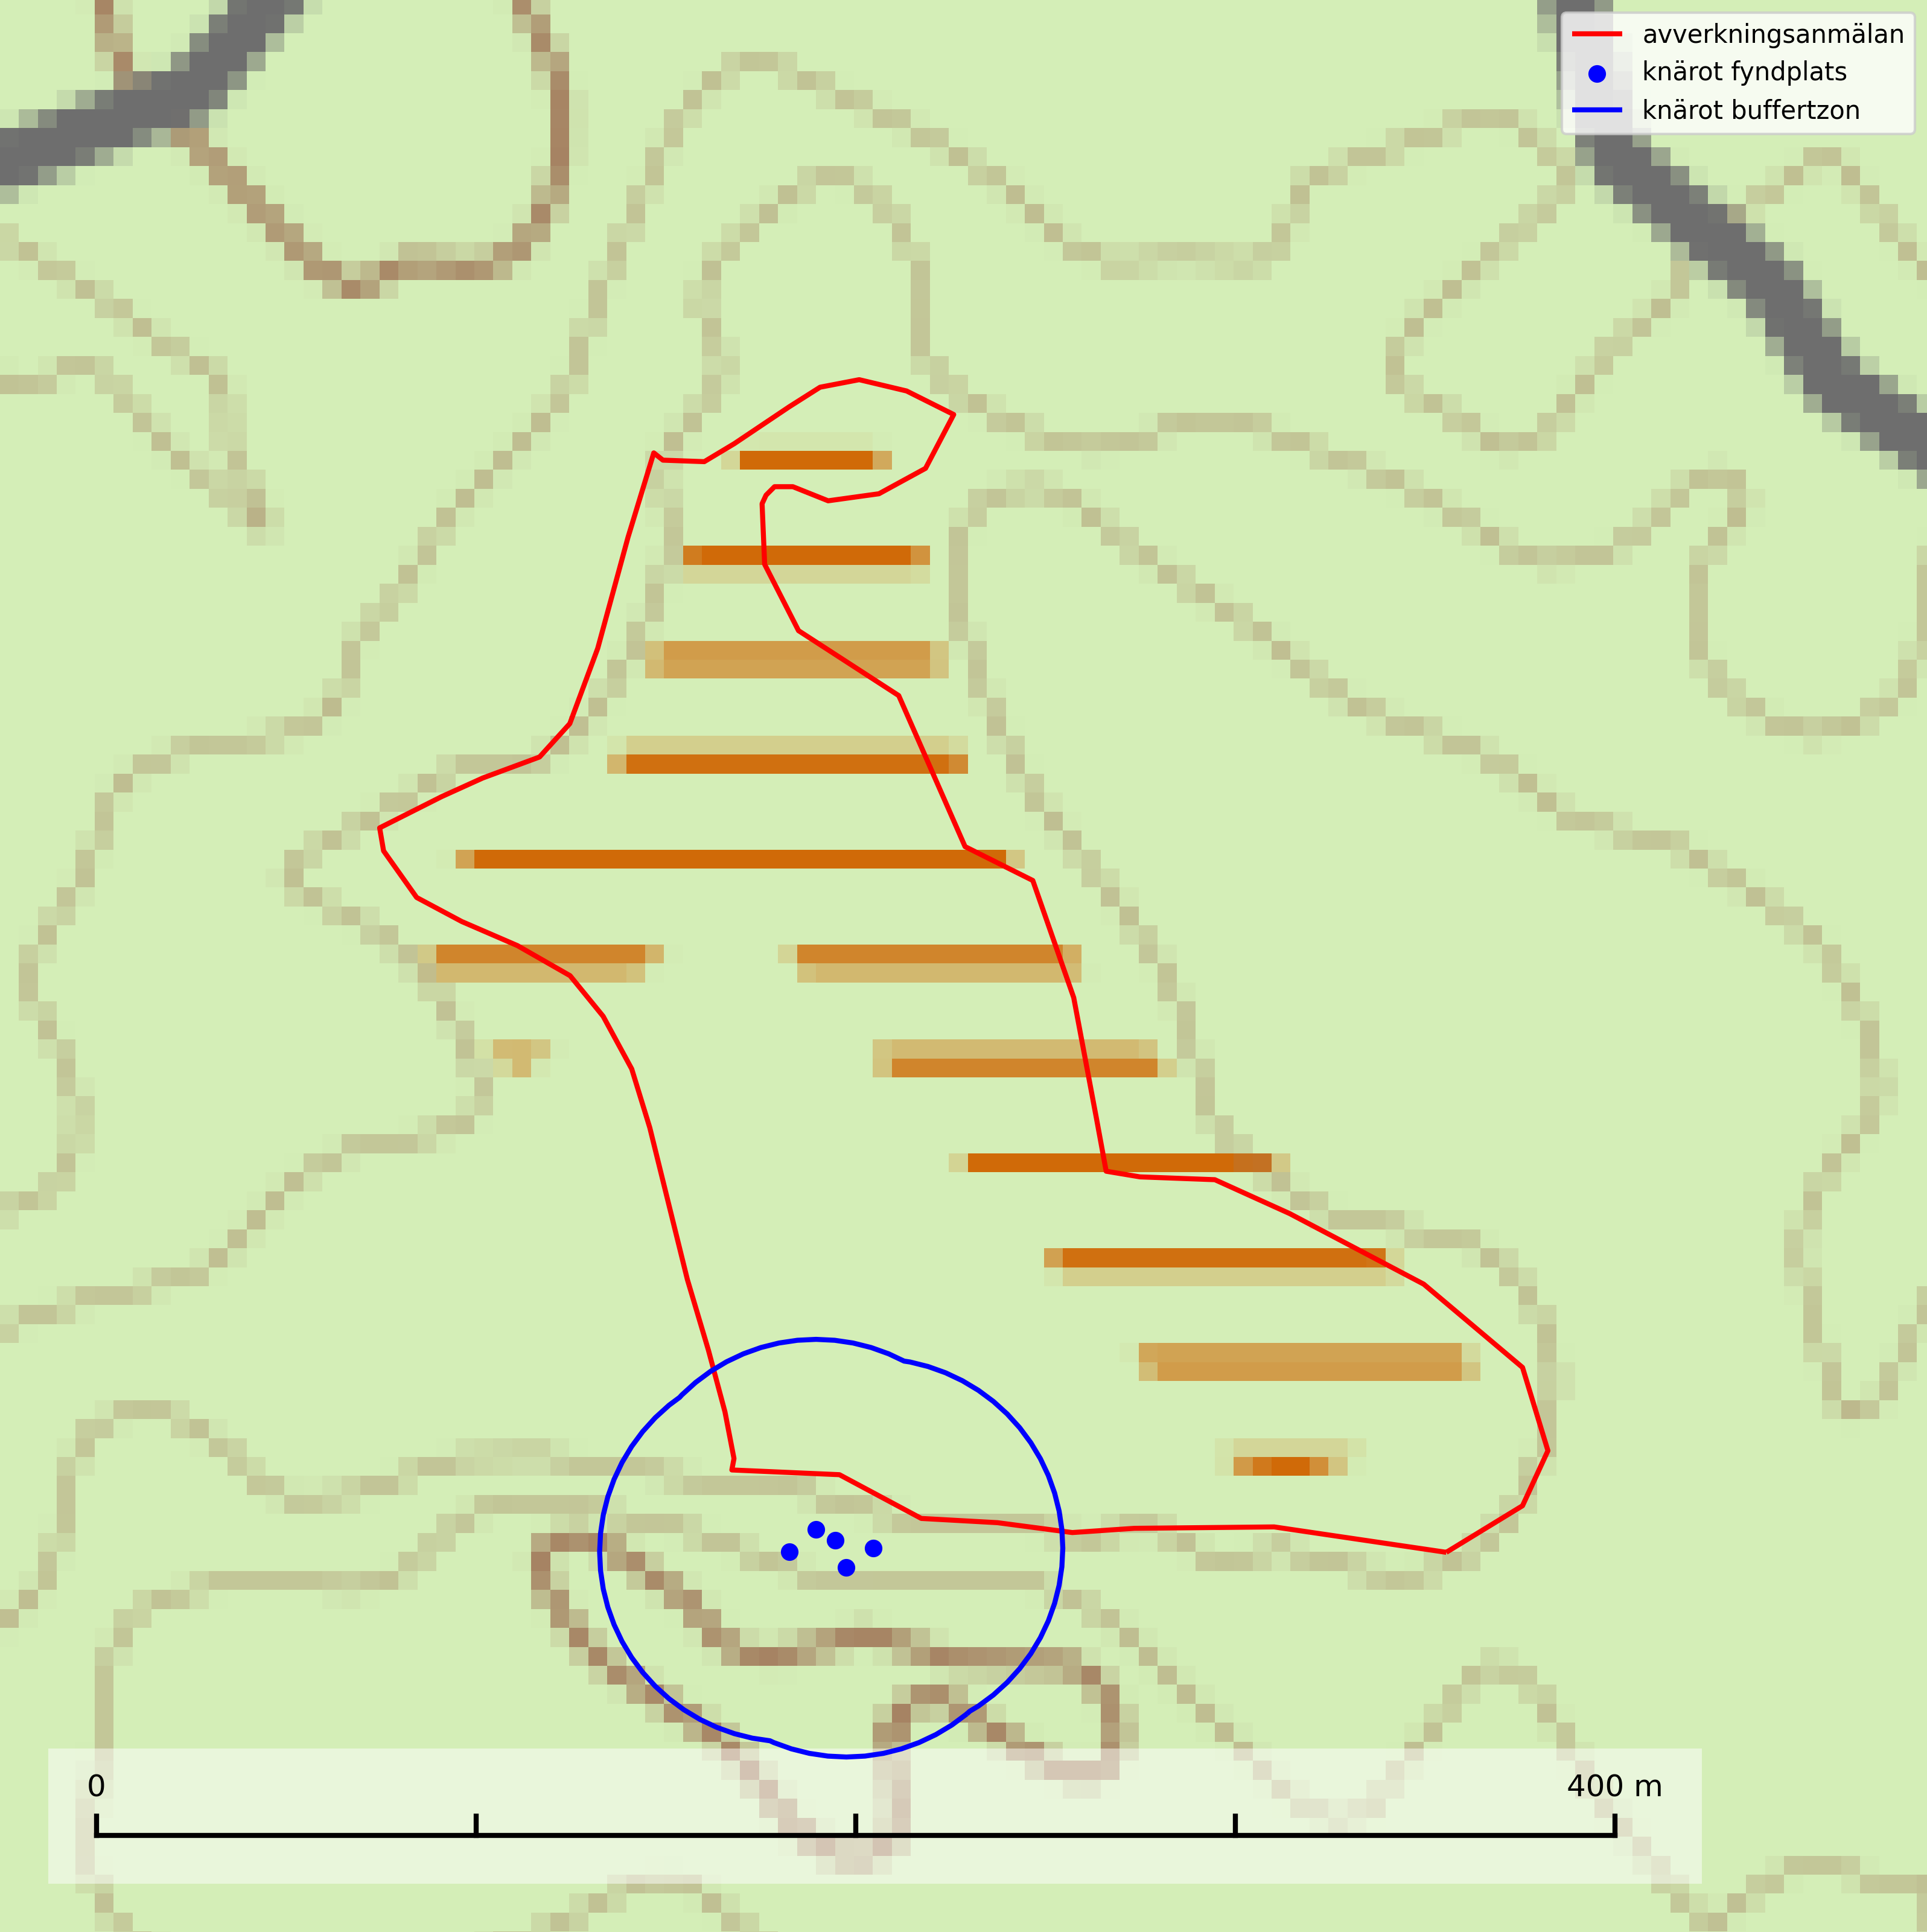 avverkningsanmälan
knärot fyndplats
knärot buffertzon
0
400 m